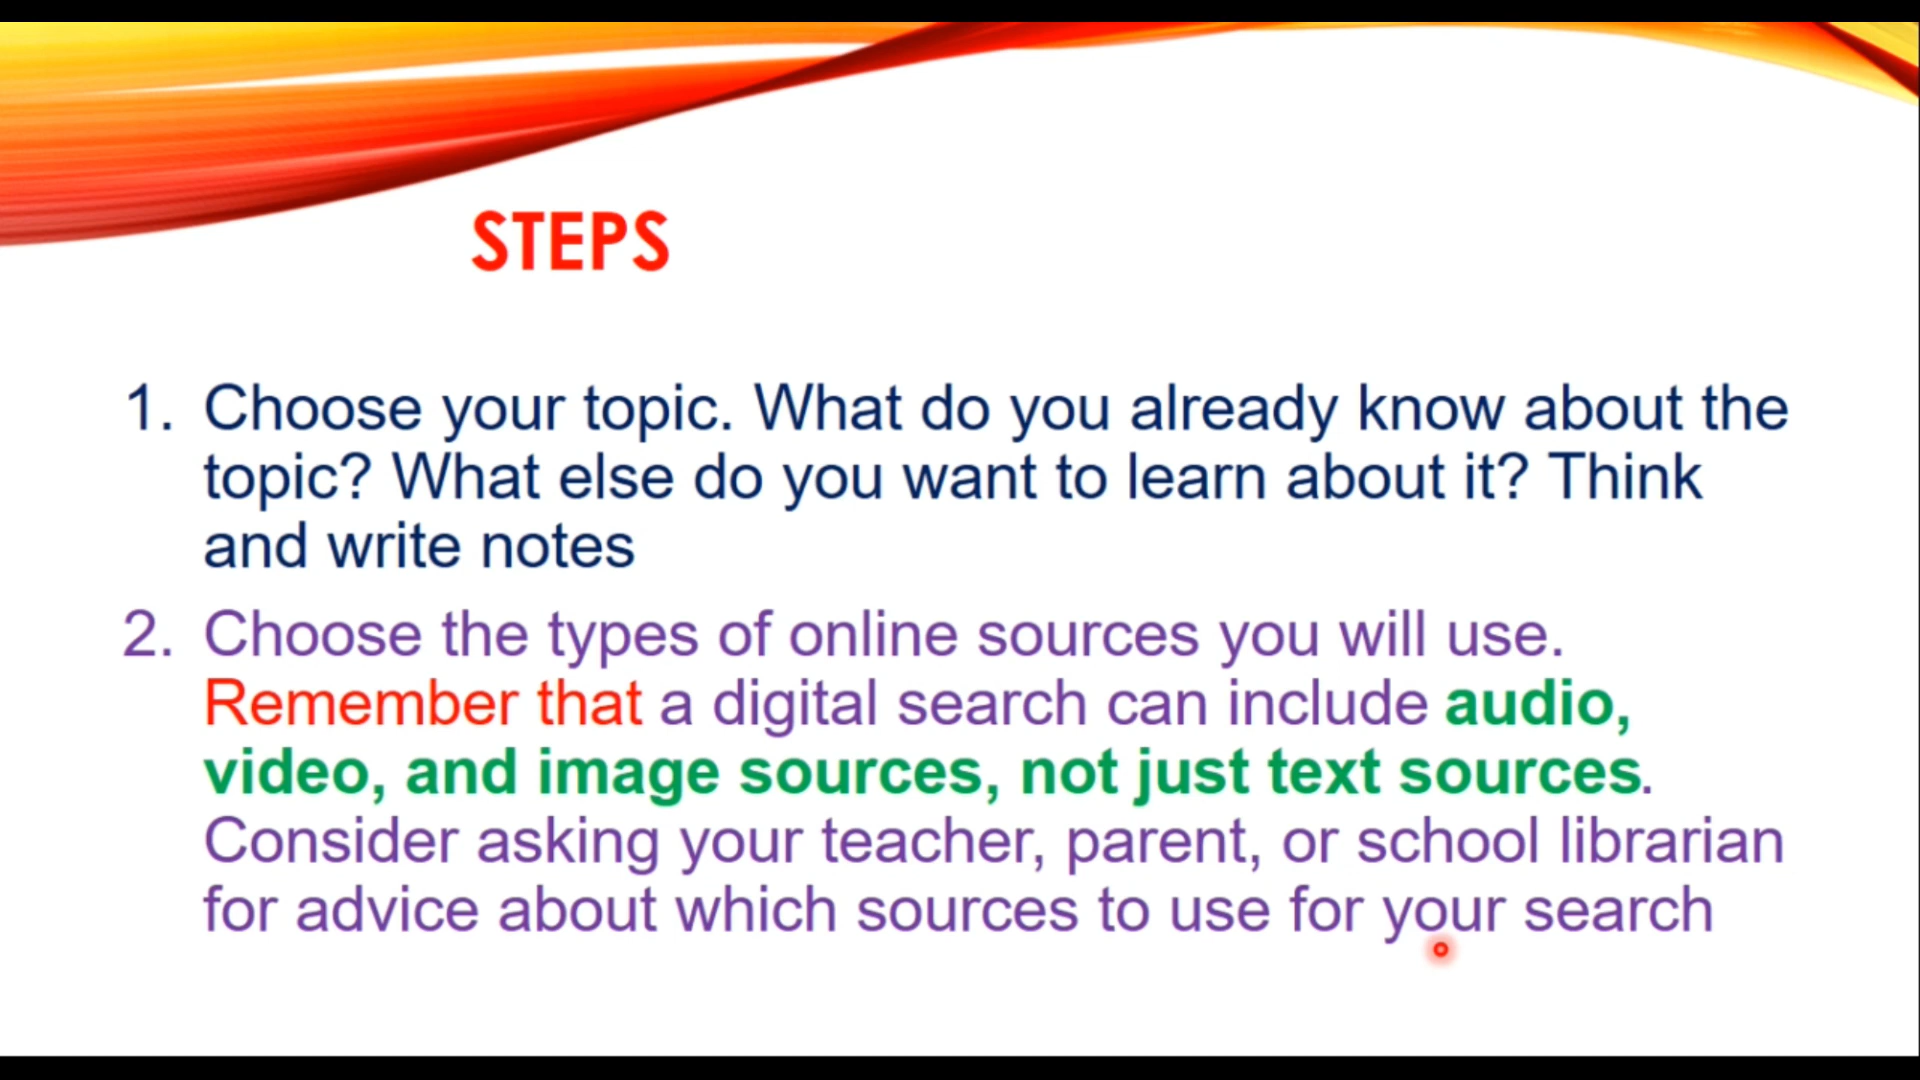 STEPS
1. Choose your topic. What do you already know about the
topic? What else do you want to learn about it? Think
and write notes
2. Choose the types of online sources you will use.
Remember that a digital search can include audio,
video, and image sources, not just text sources.
Consider asking your teacher, parent, or school librarian
for advice about which sources to use for your search